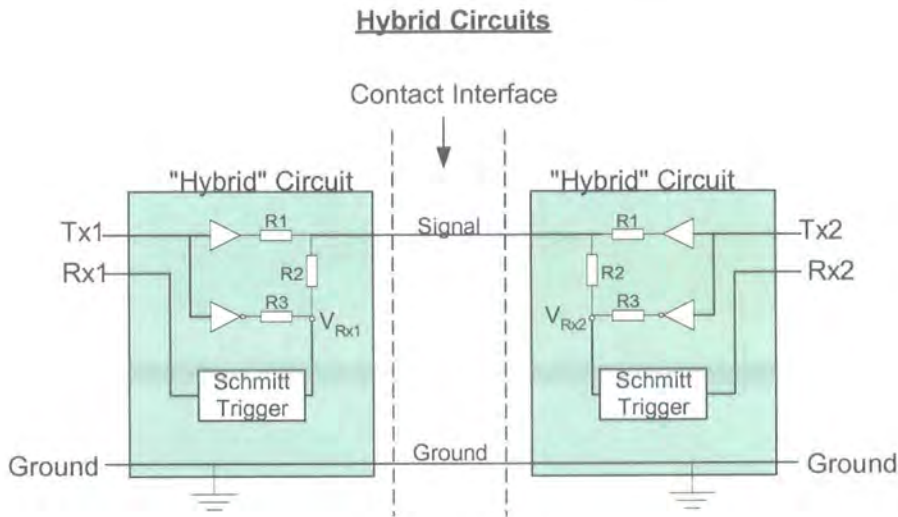 Hybrid Circuits
Contact Interface
"Hybrid" Circuit
"Hybrid" Circuit
Tx1
R1
Signal
R1
Tx2
Rx1
R2
R2
Rx2
R3
VRx1
VRx2
R3
Schmitt
Trigger
Schmitt
Trigger
Ground
Ground
Ground